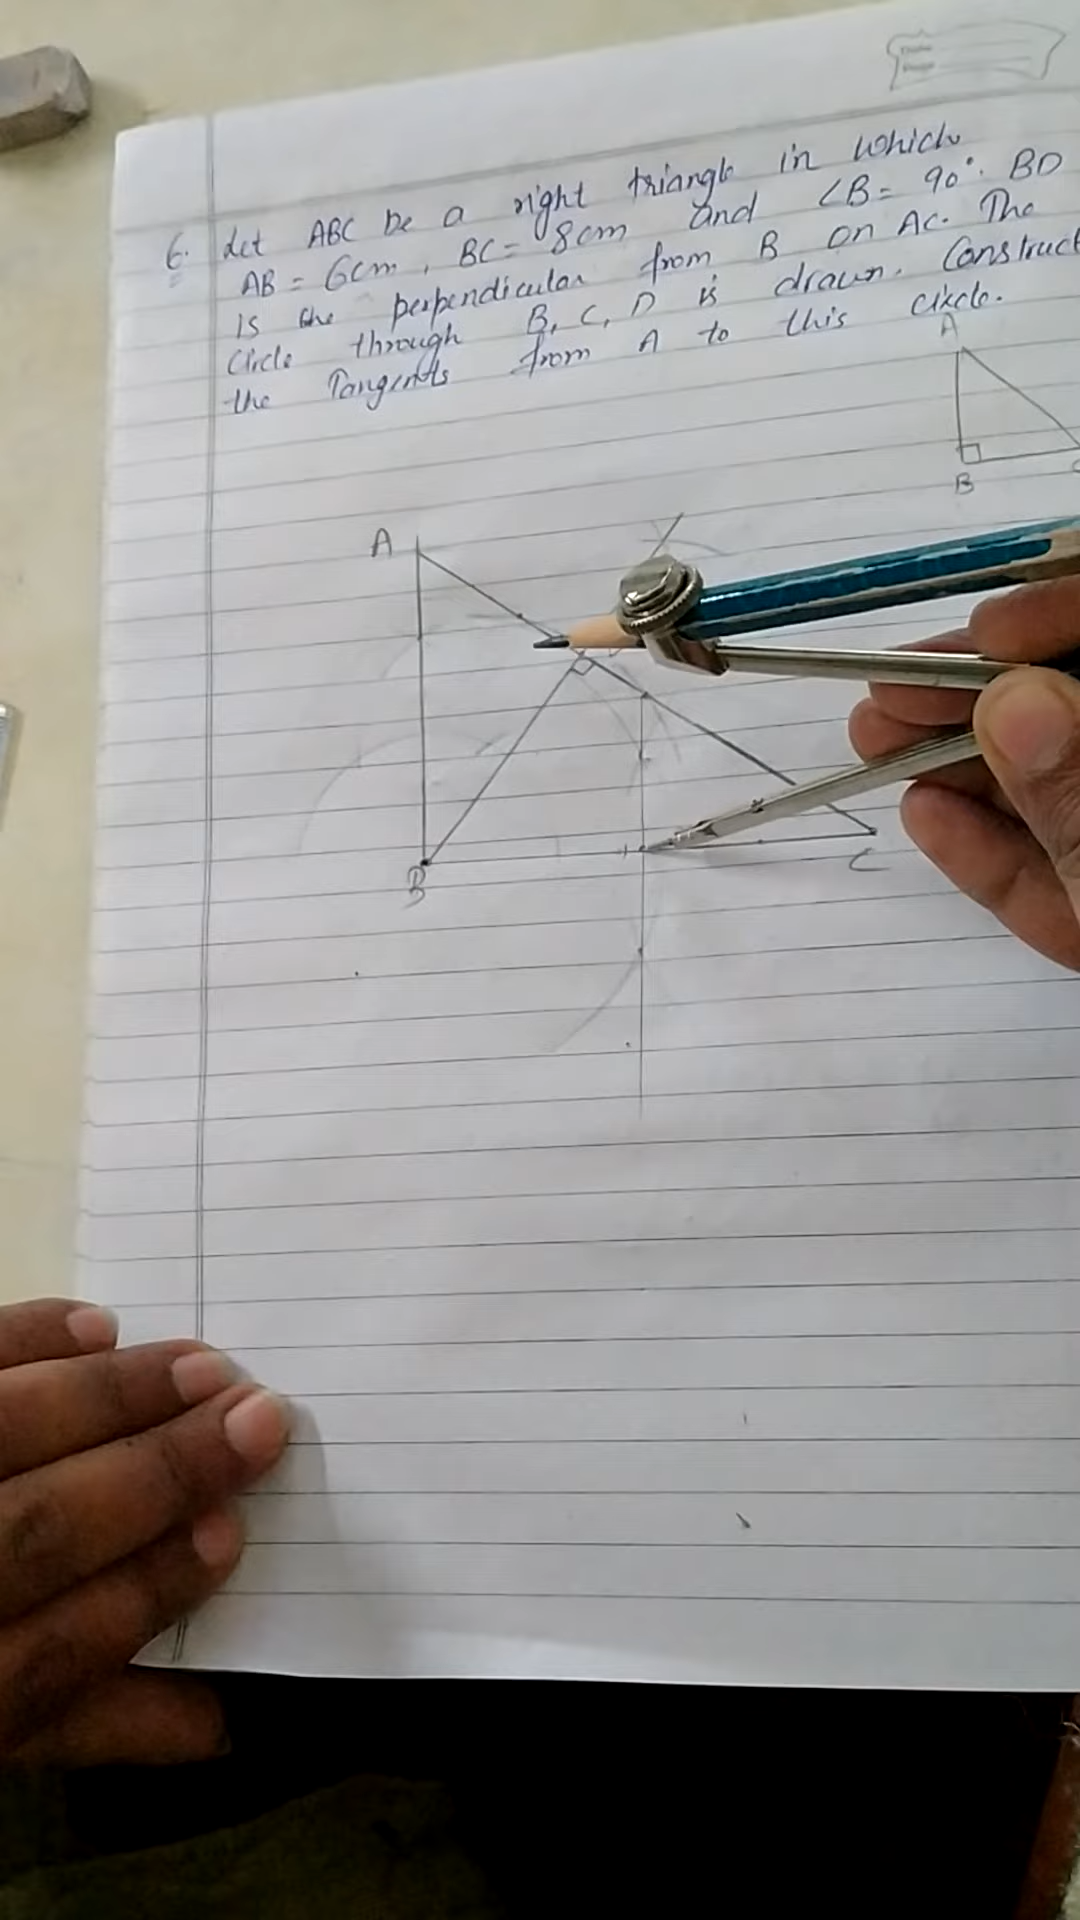 6. Let ABC be a right triangle in which
AB = 6cm, BC = 8cm and ∠B = 90°. BD
is the perpendicular from B on AC. The
Circle through B, C, D is drawn. Construct
the Tangents from A to this circle.
A
B
C
A
B
C